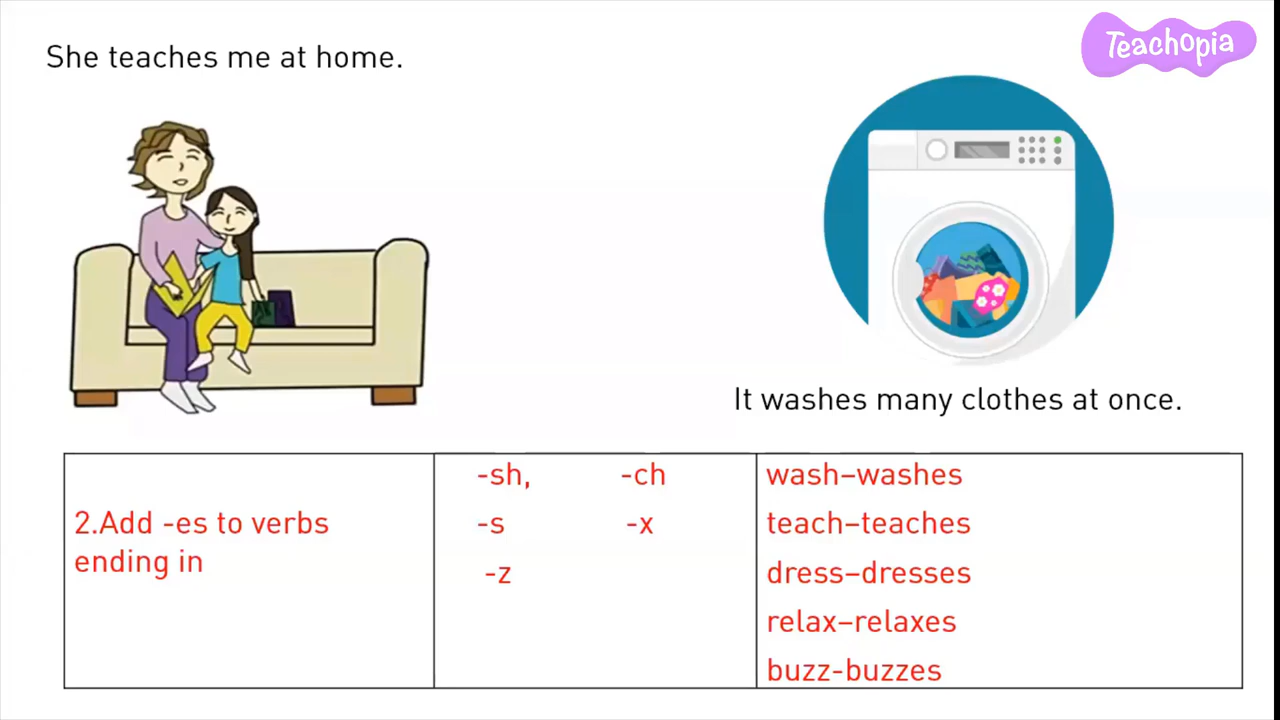 She teaches me at home.
Teachopia
It washes many clothes at once.
2.Add -es to verbs
ending in
-sh, -ch
-s -x
-z
wash–washes
teach–teaches
dress–dresses
relax–relaxes
buzz-buzzes